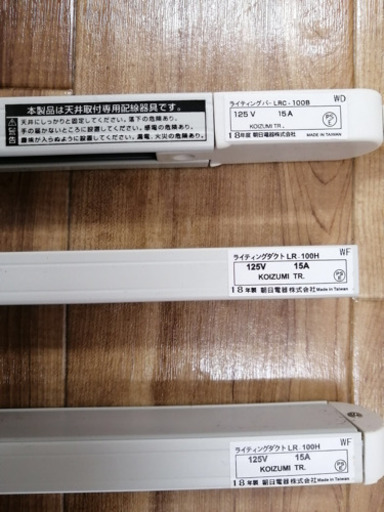 本製品は天井取付専用配線器具です。
天井にしっかりと固定してください。落下の危険あり。
手の届かないところに設置してください。感電の危険あり。
ライティングバー LRC-100B WD
125V 15A
KOIZUMI TR.
18年度 朝日電器株式会社 MADE IN TAIWAN
ライティングダクト LR-100H WF
125V 15A
KOIZUMI TR.
18年製 朝日電器株式会社 Made in Taiwan
ライティングダクト LR-100H WF
125V 15A
KOIZUMI TR.
18年製 朝日電器株式会社 Made in Taiwan